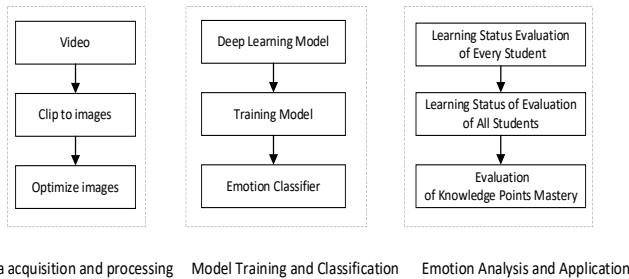 Video
Clip to images
Optimize images
Deep Learning Model
Training Model
Emotion Classifier
Learning Status Evaluation
of Every Student
Learning Status of Evaluation
of All Students
Evaluation
of Knowledge Points Mastery
a acquisition and processing
Model Training and Classification
Emotion Analysis and Application